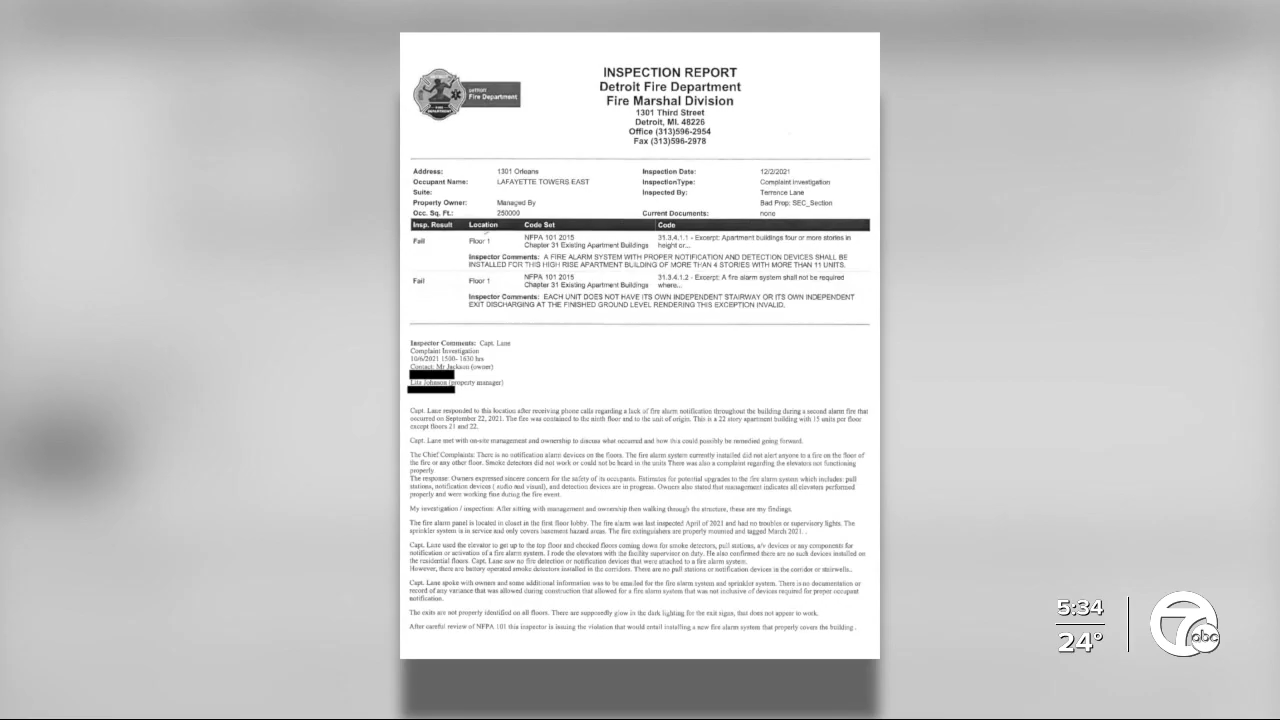 INSPECTION REPORT
Detroit Fire Department
Fire Marshal Division
1301 Third Street
Detroit, MI. 48226
Office (313)596-2954
Fax (313)596-2978
DETROIT
Fire Department
Address: 1301 Orleans Inspection Date: 12/2/2021
Occupant Name: LAFAYETTE TOWERS EAST InspectionType: Complaint Investigation
Suite: Inspected By: Terrence Lane
Property Owner: Managed By Bad Prop: SEC_Section
Occ. Sq. Ft.: 250000 Current Documents: none
Insp. Result Location Code Set Code
Fail Floor 1 NFPA 101 2015 31.3.4.1.1 - Excerpt: Apartment buildings four or more stories in
Chapter 31 Existing Apartment Buildings height or...
Inspector Comments: A FIRE ALARM SYSTEM WITH PROPER NOTIFICATION AND DETECTION DEVICES SHALL BE
INSTALLED FOR THIS HIGH RISE APARTMENT BUILDING OF MORE THAN 4 STORIES WITH MORE THAN 11 UNITS.
Fail Floor 1 NFPA 101 2015 31.3.4.1.2 - Excerpt: A fire alarm system shall not be required
Chapter 31 Existing Apartment Buildings where...
Inspector Comments: EACH UNIT DOES NOT HAVE ITS OWN INDEPENDENT STAIRWAY OR ITS OWN INDEPENDENT
EXIT DISCHARGING AT THE FINISHED GROUND LEVEL RENDERING THIS EXCEPTION INVALID.
Inspector Comments: Capt. Lane
Complaint Investigation
10/6/2021 1500- 1630 hrs
Contact: Mr Jackson (owner)
Johnson (property manager)
Capt. Lane responded to this location after receiving phone calls regarding a lack of fire alarm notification throughout the building during a second alarm fire that
occurred on September 22, 2021. The fire was contained to the ninth floor and to the unit of origin. This is a 22 story apartment building with 15 units per floor
except floors 21 and 22.
Capt. Lane met with on-site management and ownership to discuss what occurred and how this could possibly be remedied going forward.
The Chief Complaints: There is no notification alarm devices on the floors. The fire alarm system currently installed did not alert anyone to a fire on the floor of
the fire or any other floor. Smoke detectors did not work or could not be heard in the units There was also a complaint regarding the elevators not functioning
properly
The response: Owners expressed sincere concern for the safety of its occupants. Estimates for potential upgrades to the fire alarm system which includes: pull
stations, notification devices ( audio and visual), and detection devices are in progress. Owners also stated that management indicates all elevators performed
properly and were working fine during the fire event.
My investigation / inspection: After sitting with management and ownership then walking through the structure, these are my findings.
The fire alarm panel is located in closet in the first floor lobby. The fire alarm was last inspected April of 2021 and had no troubles or supervisory lights. The
sprinkler system is in service and only covers basement hazard areas. The fire extinguishers are properly mounted and tagged March 2021. .
Capt. Lane used the elevator to get up to the top floor and checked floors coming down for smoke detectors, pull stations, a/v devices or any components for
notification or activation of a fire alarm system. I rode the elevators with the facility supervisor on duty. He also confirmed there are no such devices installed on
the residential floors. Capt. Lane saw no fire detection or notification devices that were attached to a fire alarm system.
However, there are battery operated smoke detectors installed in the corridors. There are no pull stations or notification devices in the corridor or stairwells..
Capt. Lane spoke with owners and some additional information was to be emailed for the fire alarm system and sprinkler system. There is no documentation or
record of any variance that was allowed during construction that allowed for a fire alarm system that was not inclusive of devices required for proper occupant
notification.
The exits are not properly identified on all floors. There are supposedly glow in the dark lighting for the exit signs, that does not appear to work.
After careful review of NFPA 101 this inspector is issuing the violation that would entail installing a new fire alarm system that properly covers the building .
5:32
24°
7 abc